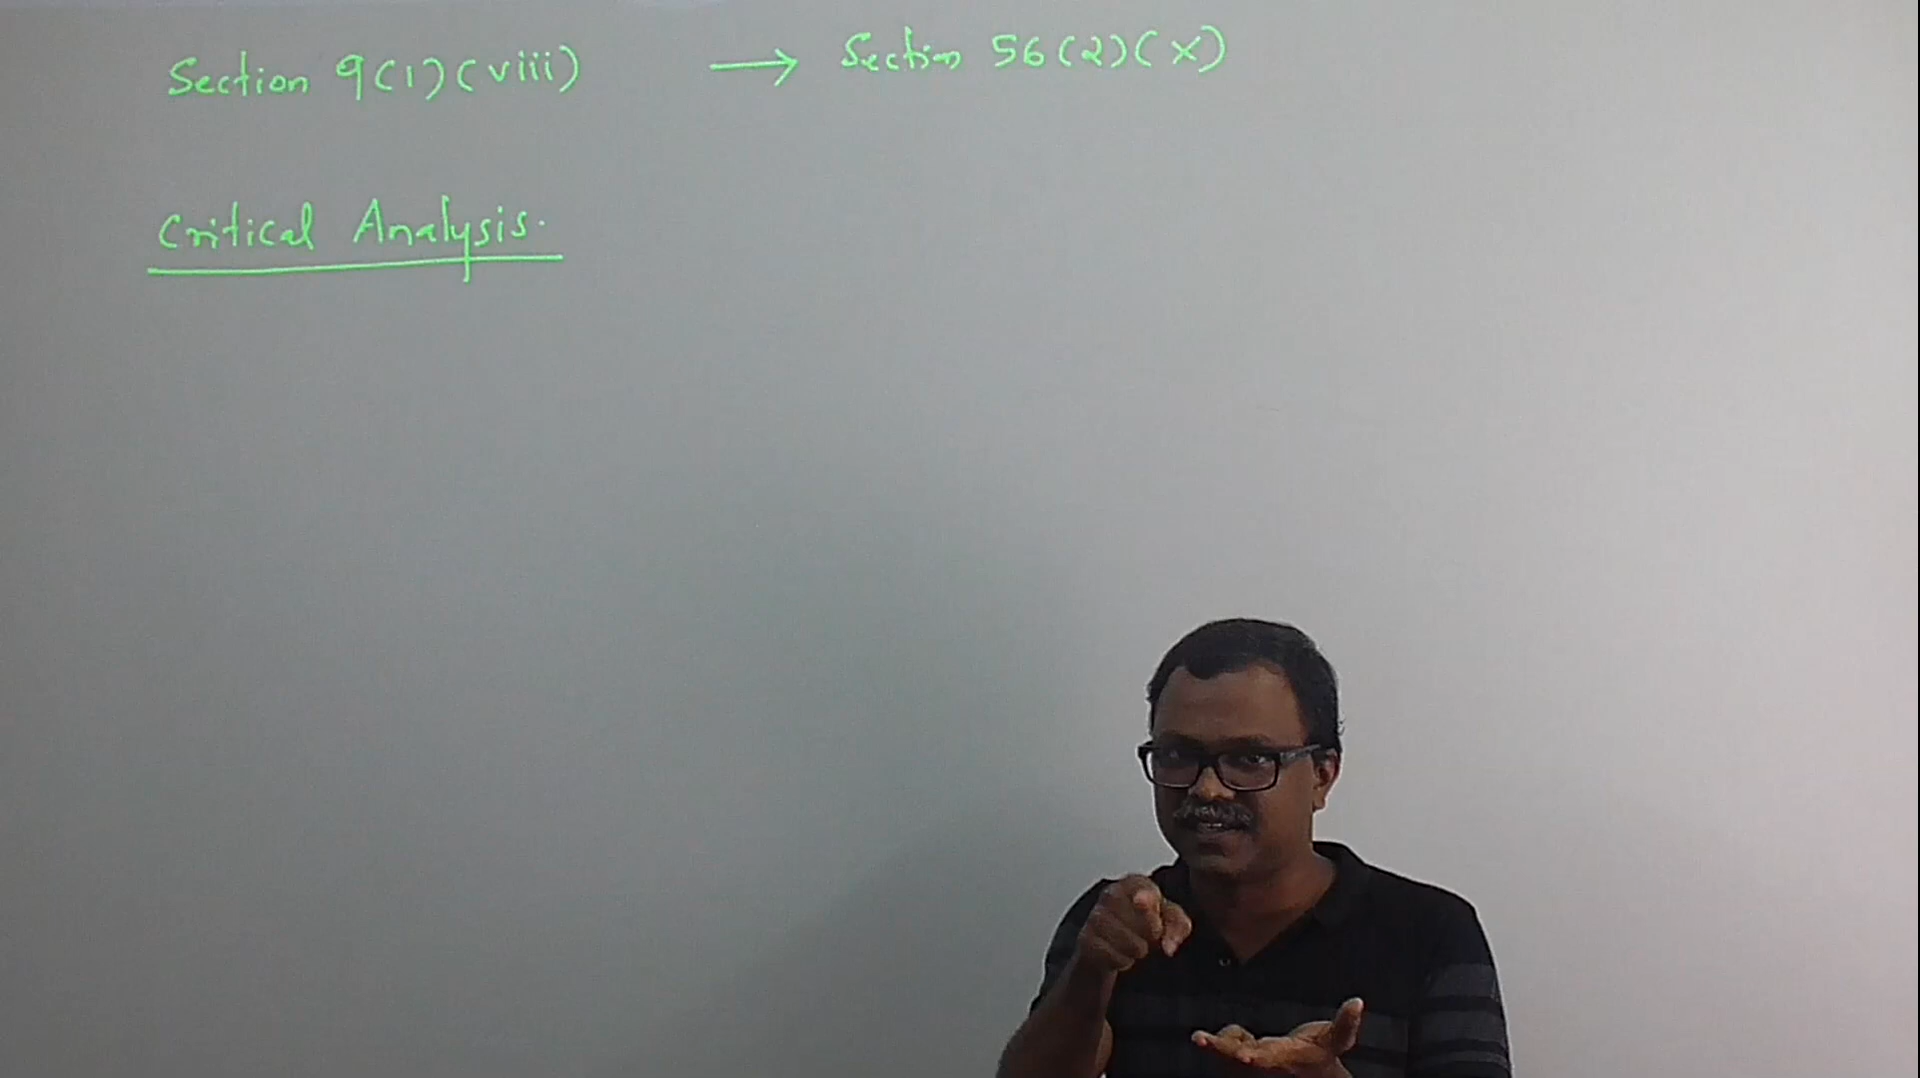 Section 9(1)(viii) → Section 56(2)(x)
Critical Analysis.